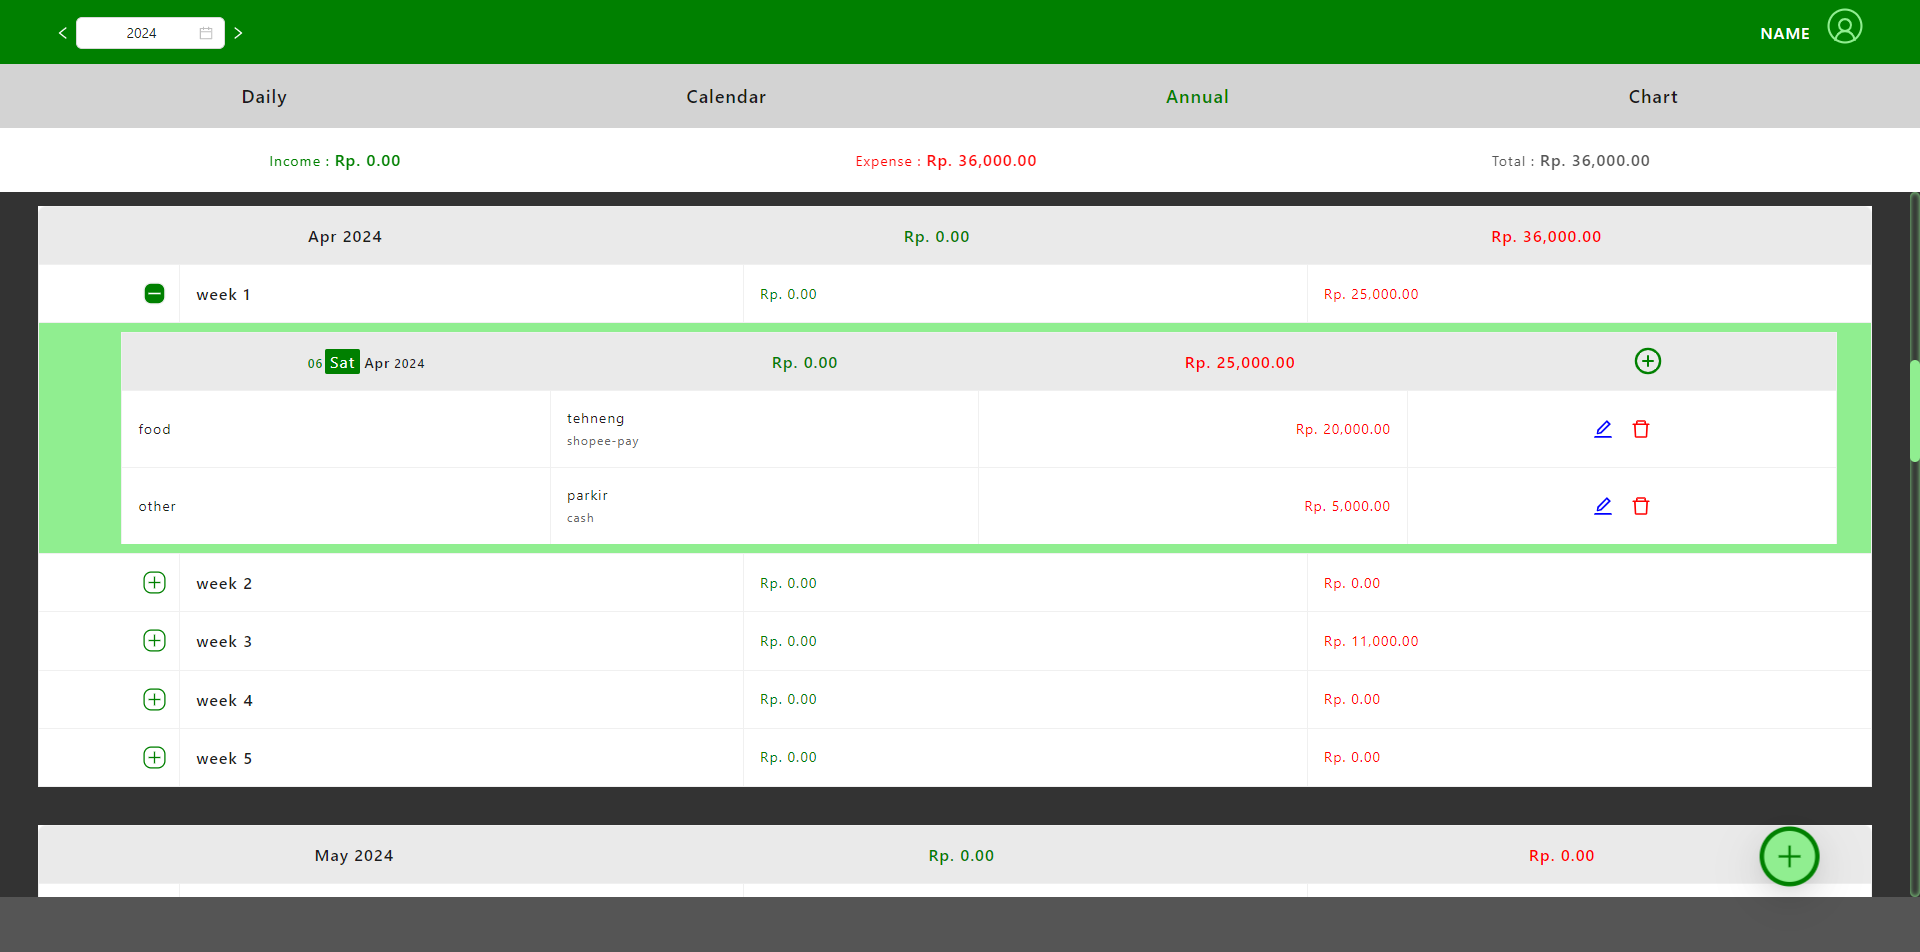 2024
NAME
Daily Calendar Annual Chart
Income : Rp. 0.00 Expense : Rp. 36,000.00 Total : Rp. 36,000.00
Apr 2024 Rp. 0.00 Rp. 36,000.00
week 1 Rp. 0.00 Rp. 25,000.00
06 Sat Apr 2024 Rp. 0.00 Rp. 25,000.00
food tehneng Rp. 20,000.00
shopee-pay
other parkir Rp. 5,000.00
cash
week 2 Rp. 0.00 Rp. 0.00
week 3 Rp. 0.00 Rp. 11,000.00
week 4 Rp. 0.00 Rp. 0.00
week 5 Rp. 0.00 Rp. 0.00
May 2024 Rp. 0.00 Rp. 0.00